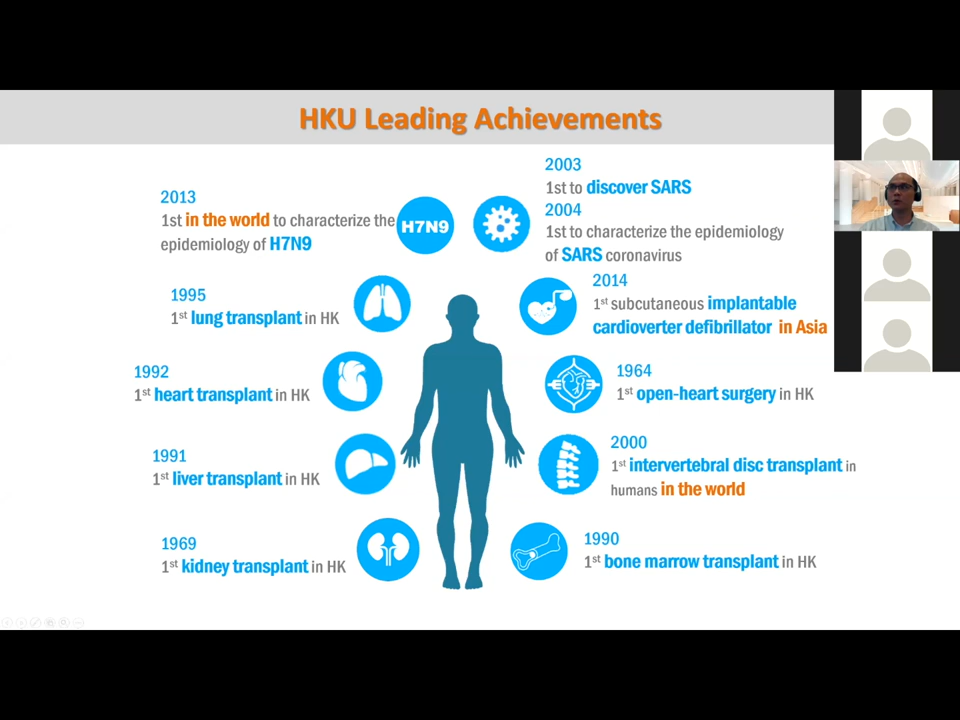 HKU Leading Achievements
2013
1st in the world to characterize the
epidemiology of H7N9
H7N9
2003
1st to discover SARS
2004
1st to characterize the epidemiology
of SARS coronavirus
1995
1st lung transplant in HK
2014
1st subcutaneous implantable
cardioverter defibrillator in Asia
1992
1st heart transplant in HK
1964
1st open-heart surgery in HK
1991
1st liver transplant in HK
2000
1st intervertebral disc transplant in
humans in the world
1969
1st kidney transplant in HK
1990
1st bone marrow transplant in HK